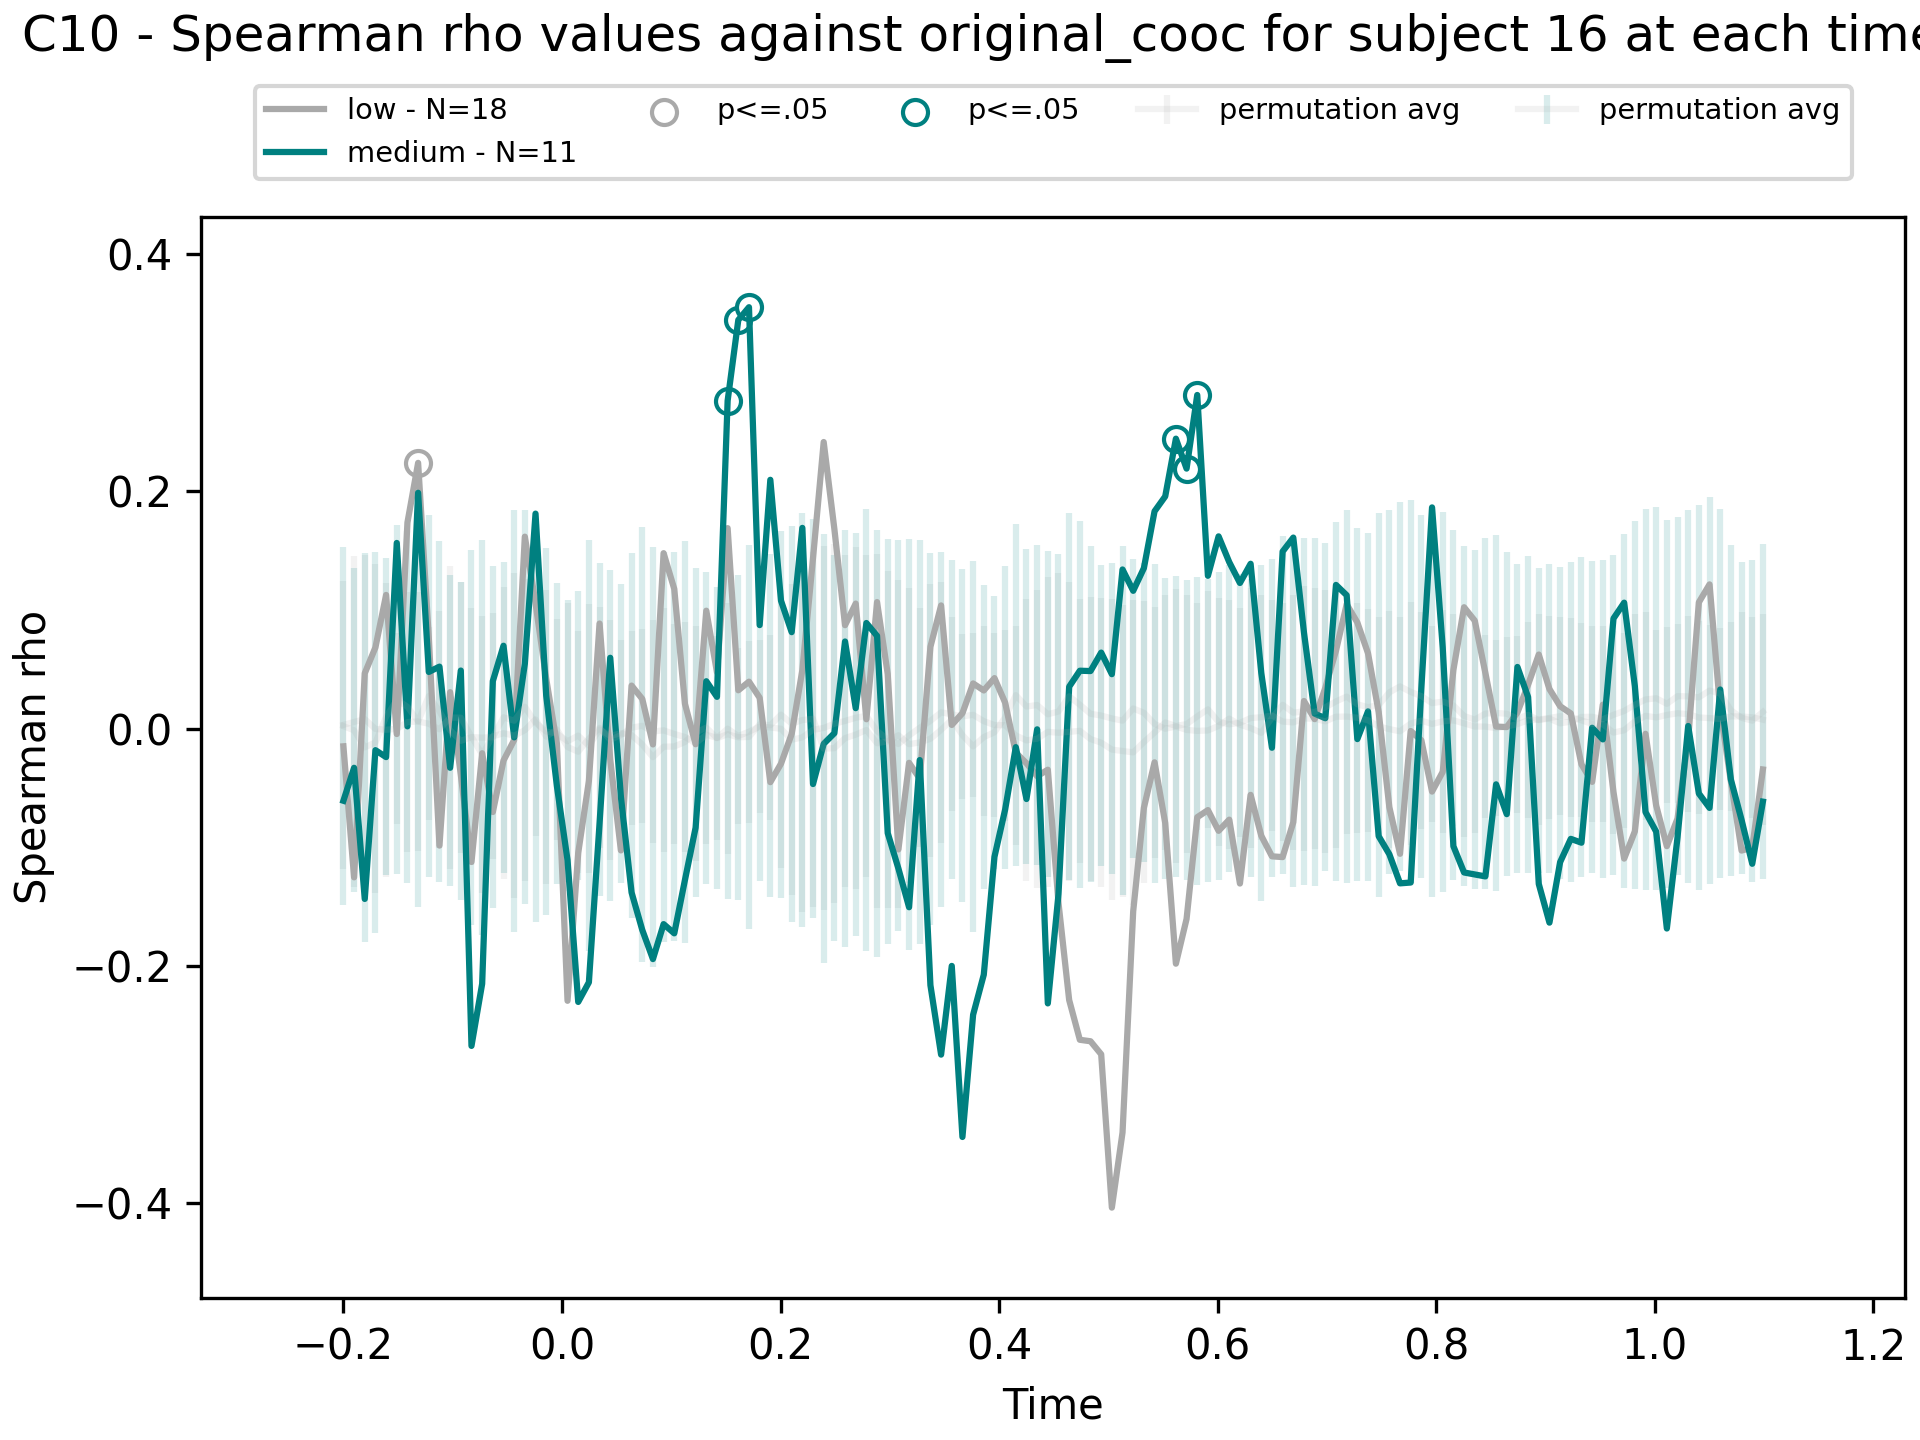 C10 - Spearman rho values against original_cooc for subject 16 at each time
low - N=18
medium - N=11
p<=.05
p<=.05
permutation avg
permutation avg
Spearman rho
0.4
0.2
0.0
−0.2
−0.4
−0.2
0.0
0.2
0.4
0.6
0.8
1.0
1.2
Time